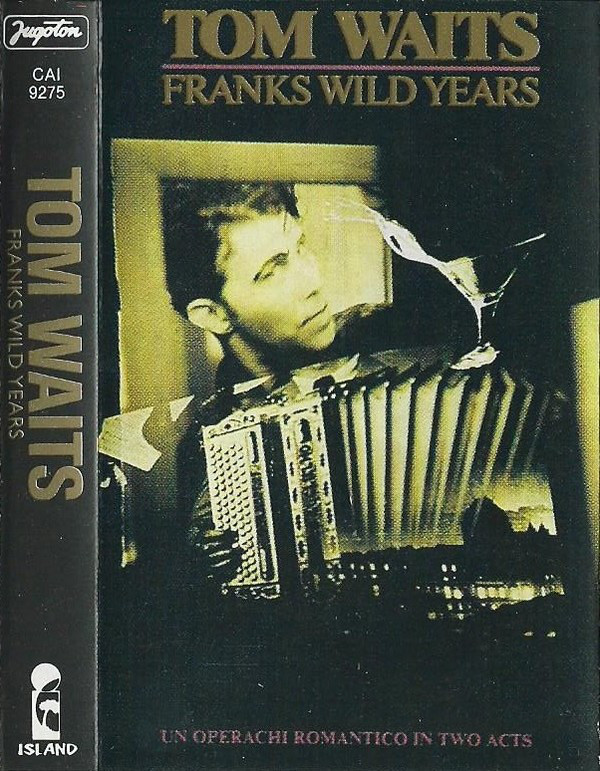 Jugoton
CAI
9275
TOM WAITS
FRANKS WILD YEARS
ISLAND
TOM WAITS
FRANKS WILD YEARS
UN OPERACHI ROMANTICO IN TWO ACTS